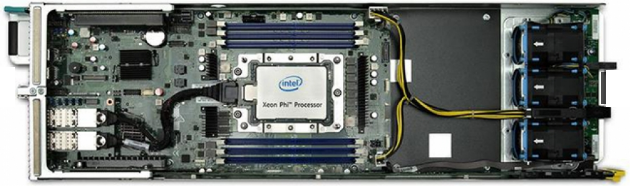 intel
Xeon Phi™ Processor